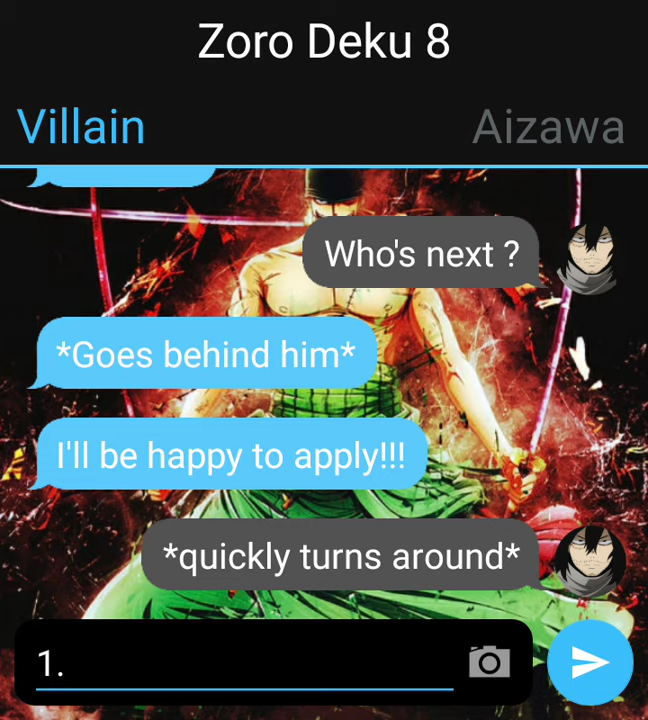 Zoro Deku 8
Villain
Aizawa
Who's next ?
*Goes behind him*
I'll be happy to apply!!!
*quickly turns around*
1.